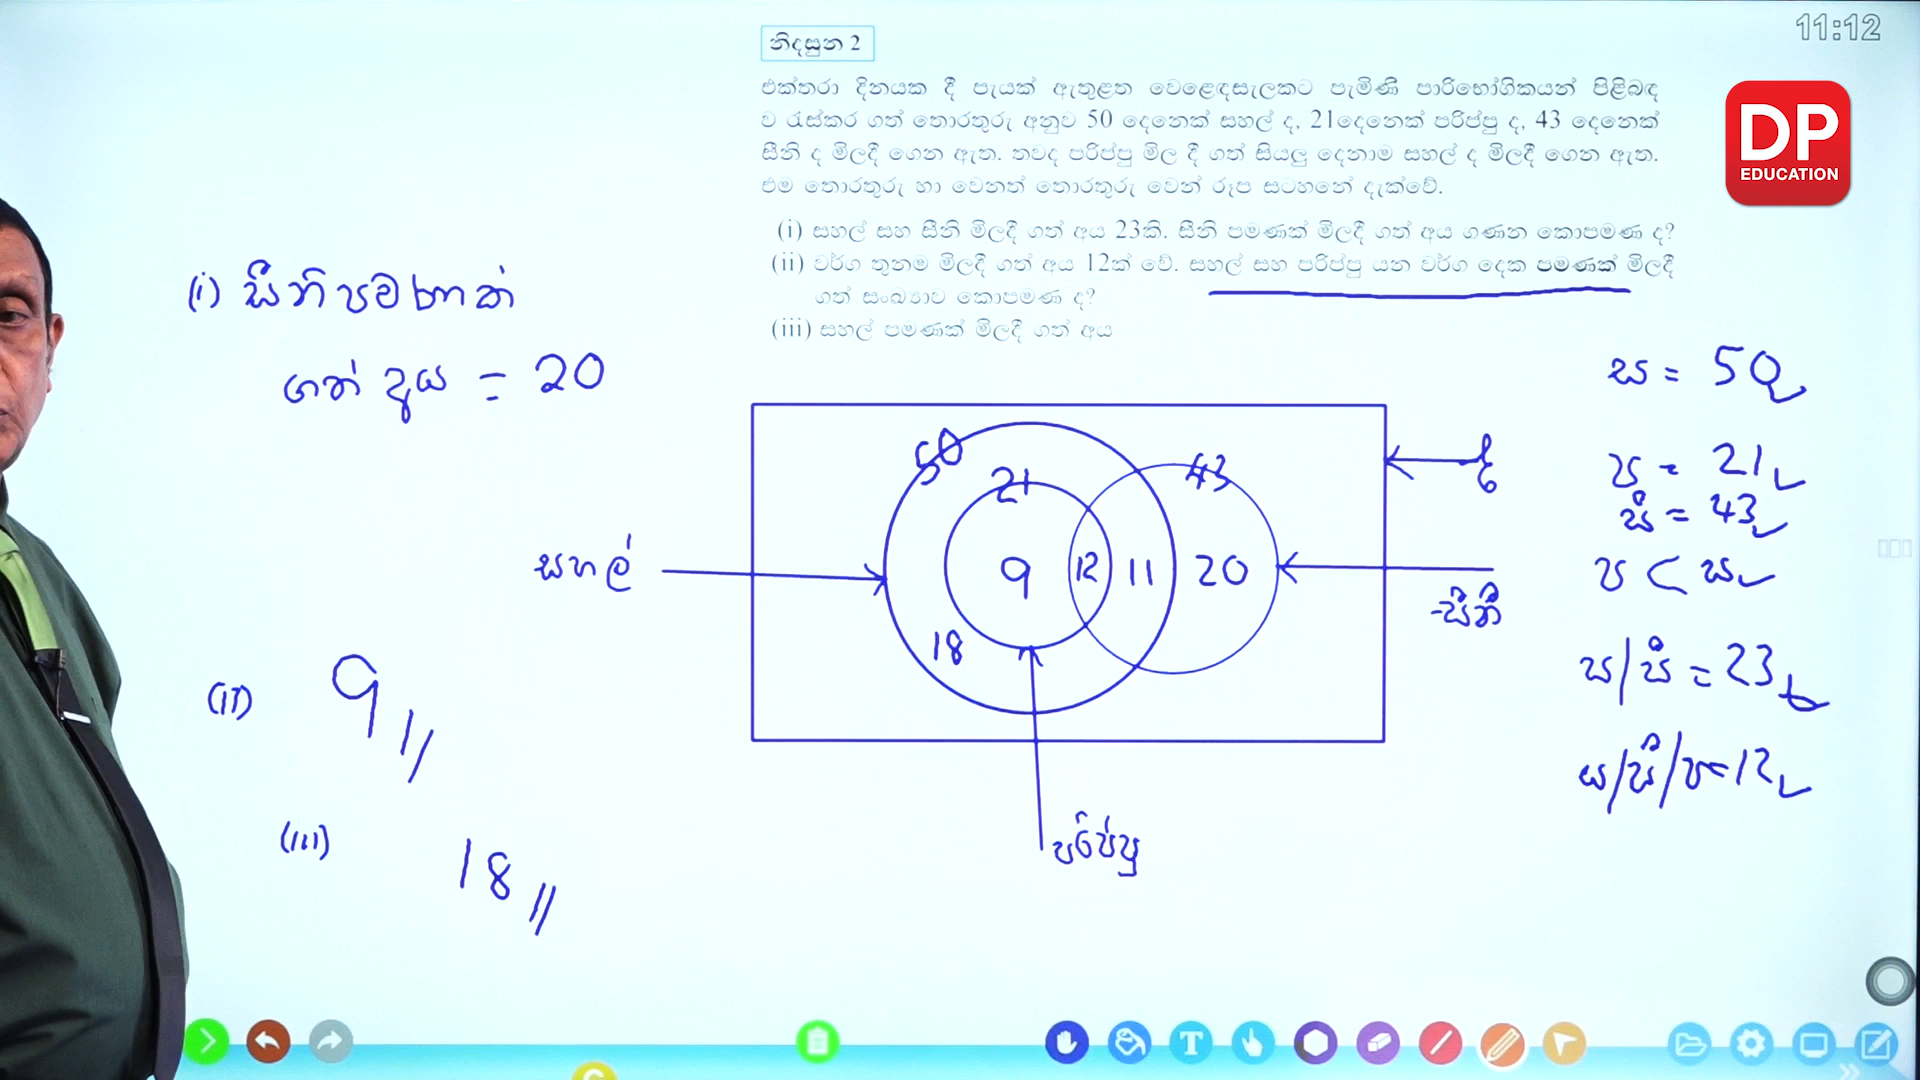 11:12
DP
EDUCATION
නිදසුන 2
එක්තරා දිනයක දී පැයක් ඇතුළත වෙළෙඳසැලකට පැමිණි පාරිභෝගිකයන් පිළිබඳ
ව රැස්කර ගත් තොරතුරු අනුව 50 දෙනෙක් සහල් ද, 21දෙනෙක් පරිප්පු ද, 43 දෙනෙක්
සීනි ද මිලදී ගෙන ඇත. තවද පරිප්පු මිල දී ගත් සියලු දෙනාම සහල් ද මිලදී ගෙන ඇත.
එම තොරතුරු හා වෙනත් තොරතුරු වෙන් රූප සටහනේ දැක්වේ.
(i) සහල් සහ සීනි මිලදී ගත් අය 23කි. සීනි පමණක් මිලදී ගත් අය ගණන කොපමණ ද?
(ii) වර්ග තුනම මිලදී ගත් අය 12ක් වේ. සහල් සහ පරිප්පු යන වර්ග දෙක පමණක් මිලදී
ගත් සංඛ්‍යාව කොපමණ ද?
(iii) සහල් පමණක් මිලදී ගත් අය
(i) සීනි පමණක්
ගත් අය = 20
(ii) 9
(iii) 18
සහල්
50
21
43
9
12
11
20
18
සීනි
පරිප්පු
ස = 50
ප = 21
සී = 43
ප ⊂ ස
ස/සී = 23
ස/සී/ප = 12